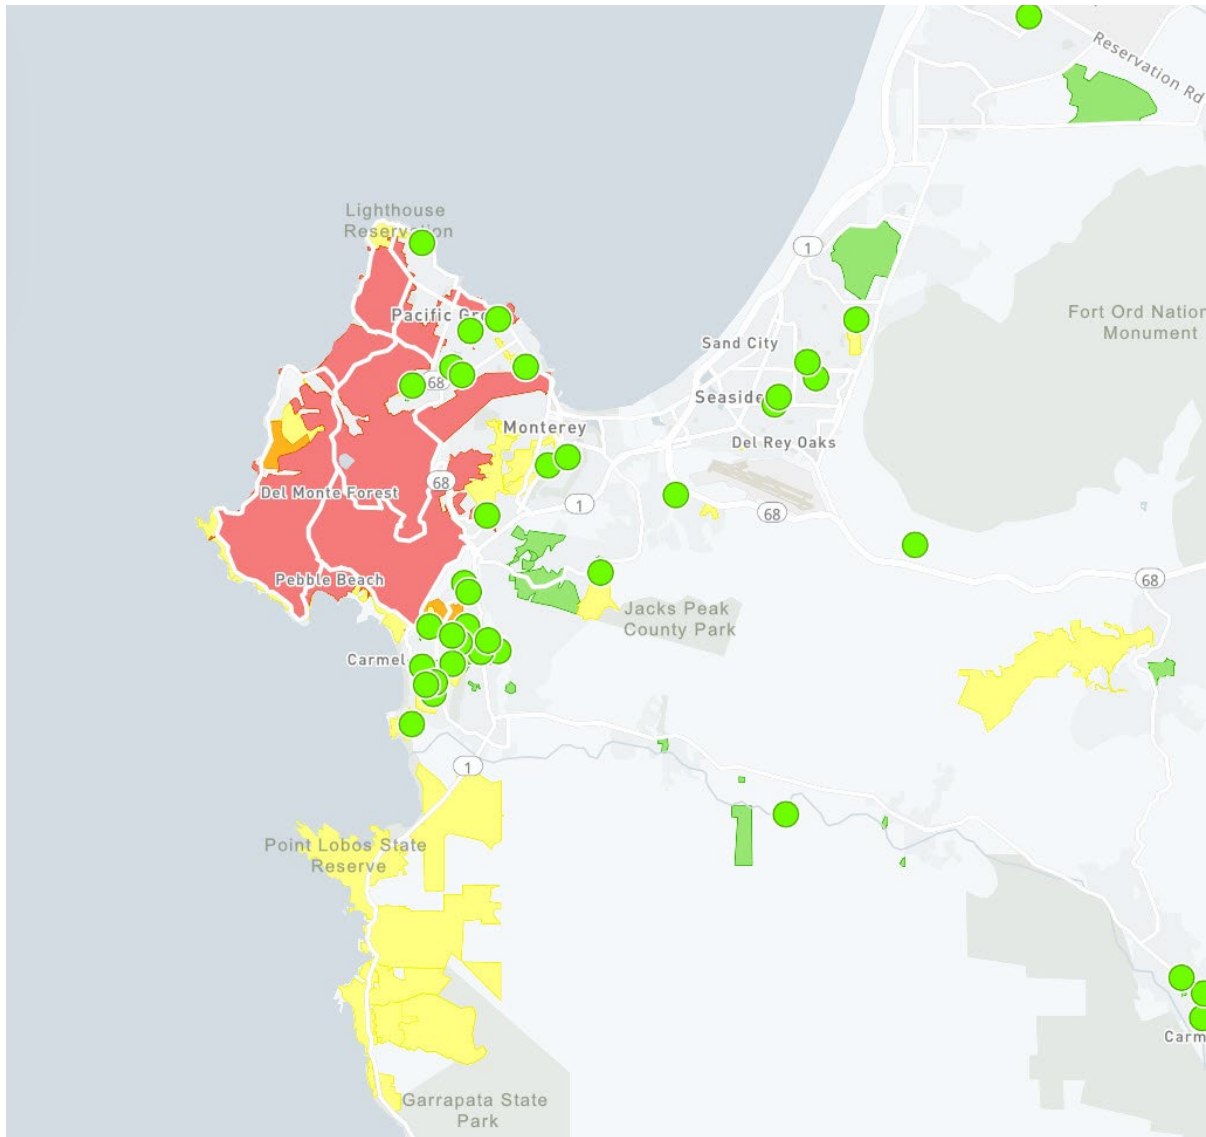 Reservation Rd
Lighthouse
Reservation
1
Fort Ord Nation
Monument
Pacific Gr
Sand City
68
Seaside
Monterey
Del Rey Oaks
68
Del Monte Forest
1
68
Pebble Beach
68
Jacks Peak
County Park
Carmel
1
Point Lobos State
Reserve
Carm
Garrapata State
Park